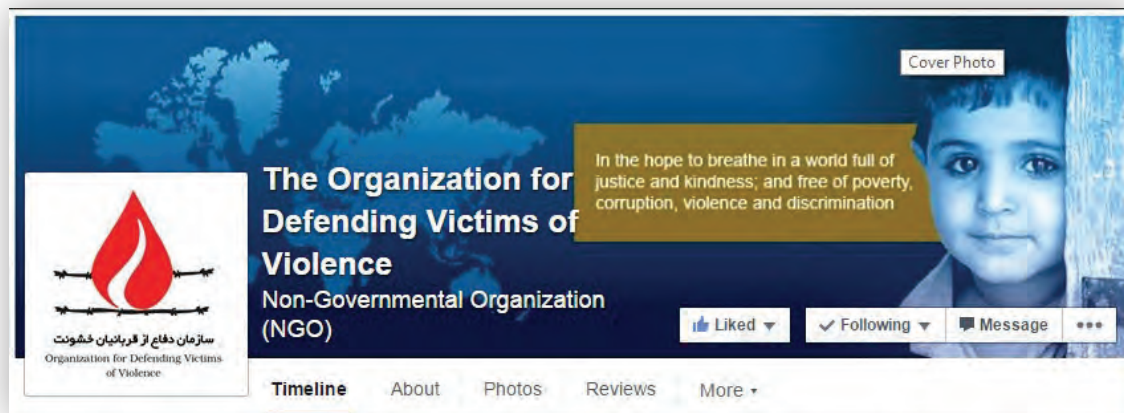 Cover Photo
In the hope to breathe in a world full of
justice and kindness; and free of poverty,
corruption, violence and discrimination
The Organization for
Defending Victims of
Violence
Non-Governmental Organization
(NGO)
سازمان دفاع از قربانیان خشونت
Organization for Defending Victims
of Violence
Liked
Following
Message
Timeline About Photos Reviews More